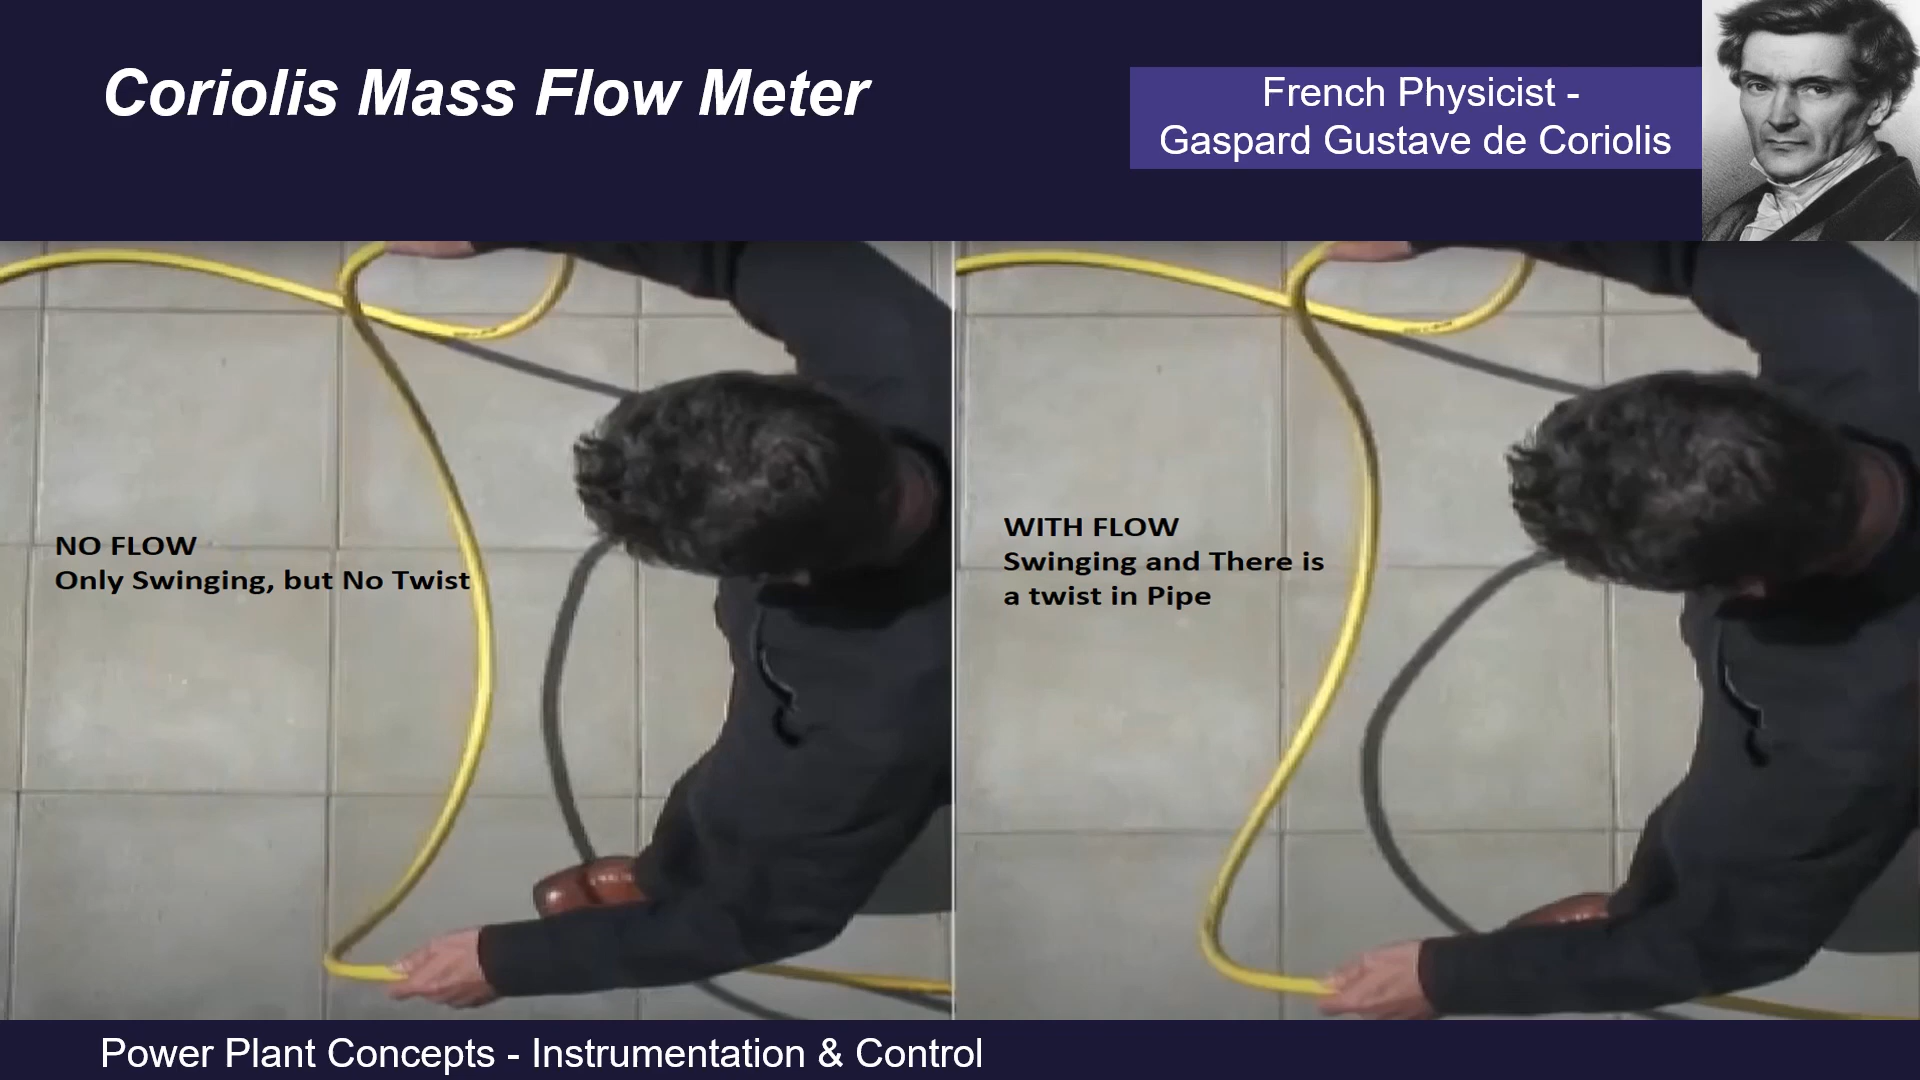 Coriolis Mass Flow Meter
French Physicist -
Gaspard Gustave de Coriolis
NO FLOW
Only Swinging, but No Twist
WITH FLOW
Swinging and There is
a twist in Pipe
Power Plant Concepts - Instrumentation & Control